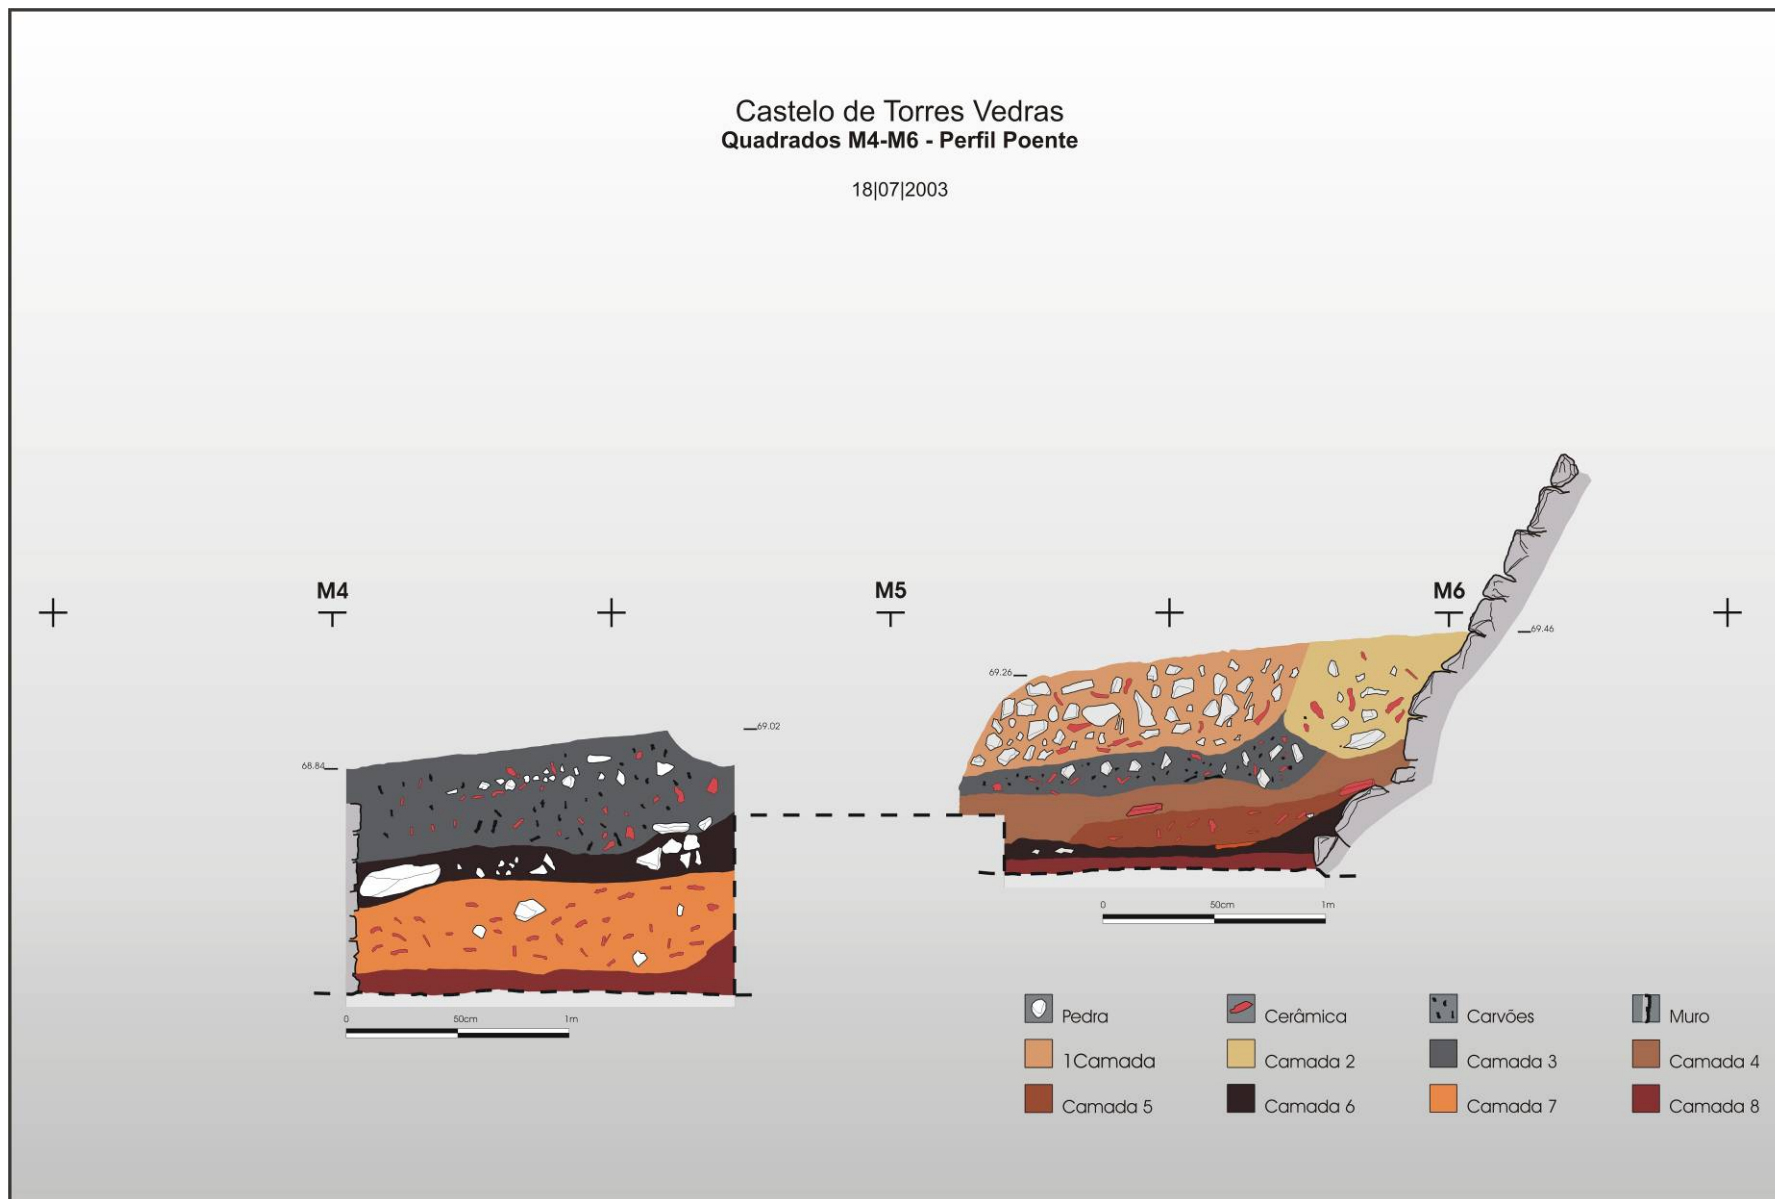 Castelo de Torres Vedras
Quadrados M4-M6 - Perfil Poente
18|07|2003
M4
M5
M6
69.46
69.26
69.02
68.84
0 50cm 1m
0 50cm 1m
Pedra
Cerâmica
Carvões
Muro
1Camada
Camada 2
Camada 3
Camada 4
Camada 5
Camada 6
Camada 7
Camada 8